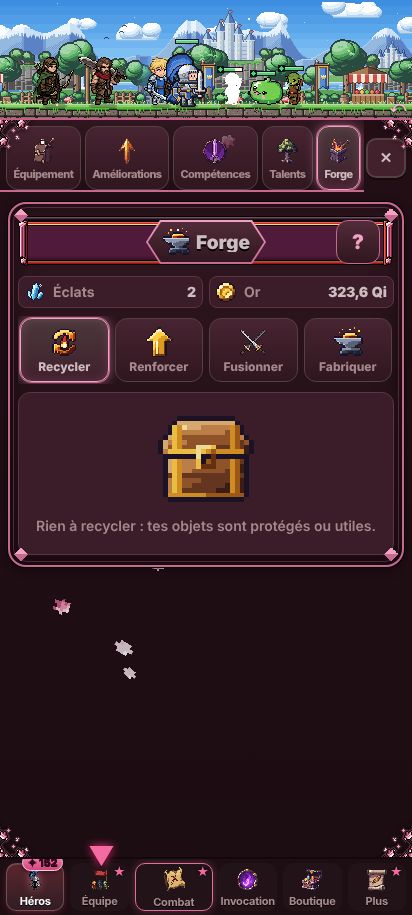 Équipement
Améliorations
Compétences
Talents
Forge
×
Forge
?
Éclats 2
Or 323,6 Qi
Recycler
Renforcer
Fusionner
Fabriquer
Rien à recycler : tes objets sont protégés ou utiles.
Héros
Équipe
Combat
Invocation
Boutique
Plus